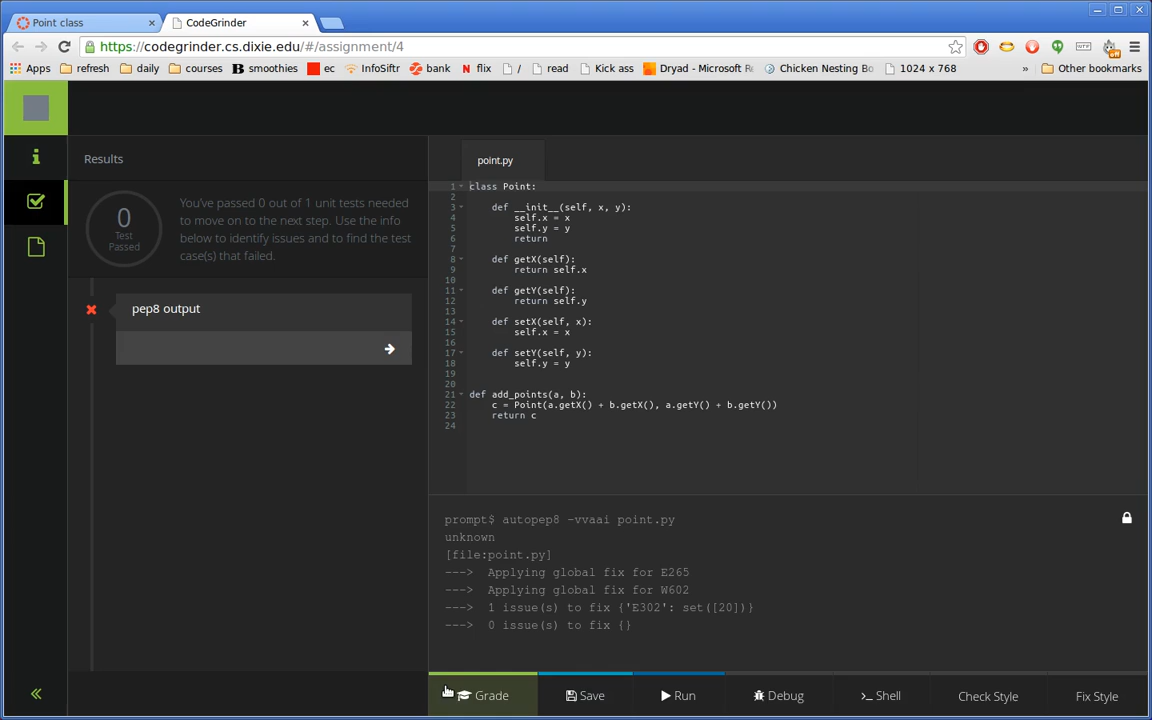 Point class
CodeGrinder
https://codegrinder.cs.dixie.edu/#/assignment/4
Apps
refresh
daily
courses
smoothies
ec
InfoSiftr
bank
flix
/
read
Kick ass
Dryad - Microsoft Re
Chicken Nesting Bo
1024 x 768
»
Other bookmarks
Results
0
Test
Passed
You've passed 0 out of 1 unit tests needed
to move on to the next step. Use the info
below to identify issues and to find the test
case(s) that failed.
pep8 output
point.py
1 class Point:
2
3 def __init__(self, x, y):
4 self.x = x
5 self.y = y
6 return
7
8 def getX(self):
9 return self.x
10
11 def getY(self):
12 return self.y
13
14 def setX(self, x):
15 self.x = x
16
17 def setY(self, y):
18 self.y = y
19
20
21 def add_points(a, b):
22 c = Point(a.getX() + b.getX(), a.getY() + b.getY())
23 return c
24
prompt$ autopep8 -vvaai point.py
unknown
[file:point.py]
---> Applying global fix for E265
---> Applying global fix for W602
---> 1 issue(s) to fix {'E302': set([20])}
---> 0 issue(s) to fix {}
Grade
Save
Run
Debug
>_ Shell
Check Style
Fix Style